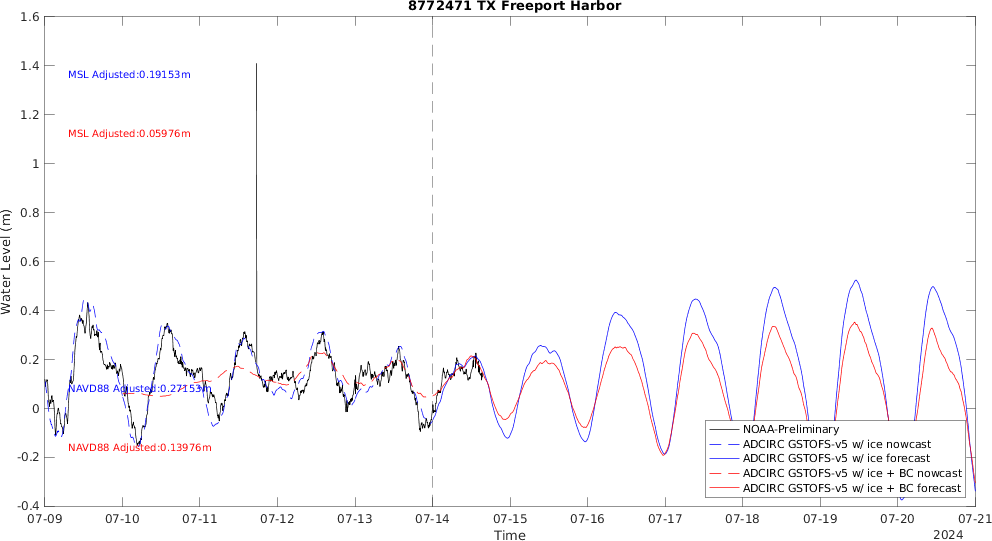 8772471 TX Freeport Harbor
1.6
1.4
1.2
1
0.8
0.6
0.4
0.2
0
-0.2
-0.4
Water Level (m)
MSL Adjusted:0.19153m
MSL Adjusted:0.05976m
NAVD88 Adjusted:0.27153m
NAVD88 Adjusted:0.13976m
NOAA-Preliminary
ADCIRC GSTOFS-v5 w/ ice nowcast
ADCIRC GSTOFS-v5 w/ ice forecast
ADCIRC GSTOFS-v5 w/ ice + BC nowcast
ADCIRC GSTOFS-v5 w/ ice + BC forecast
07-09 07-10 07-11 07-12 07-13 07-14 07-15 07-16 07-17 07-18 07-19 07-20 07-21
Time
2024